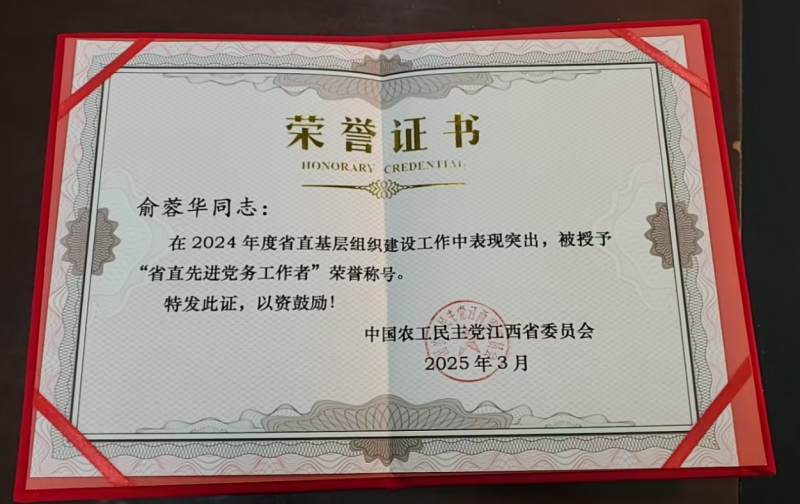 荣誉证书
HONORARY CREDENTIAL
俞蓉华同志：
在2024年度省直基层组织建设工作中表现突出，被授予
“省直先进党务工作者”荣誉称号。
特发此证，以资鼓励！
中国农工民主党江西省委员会
2025年3月